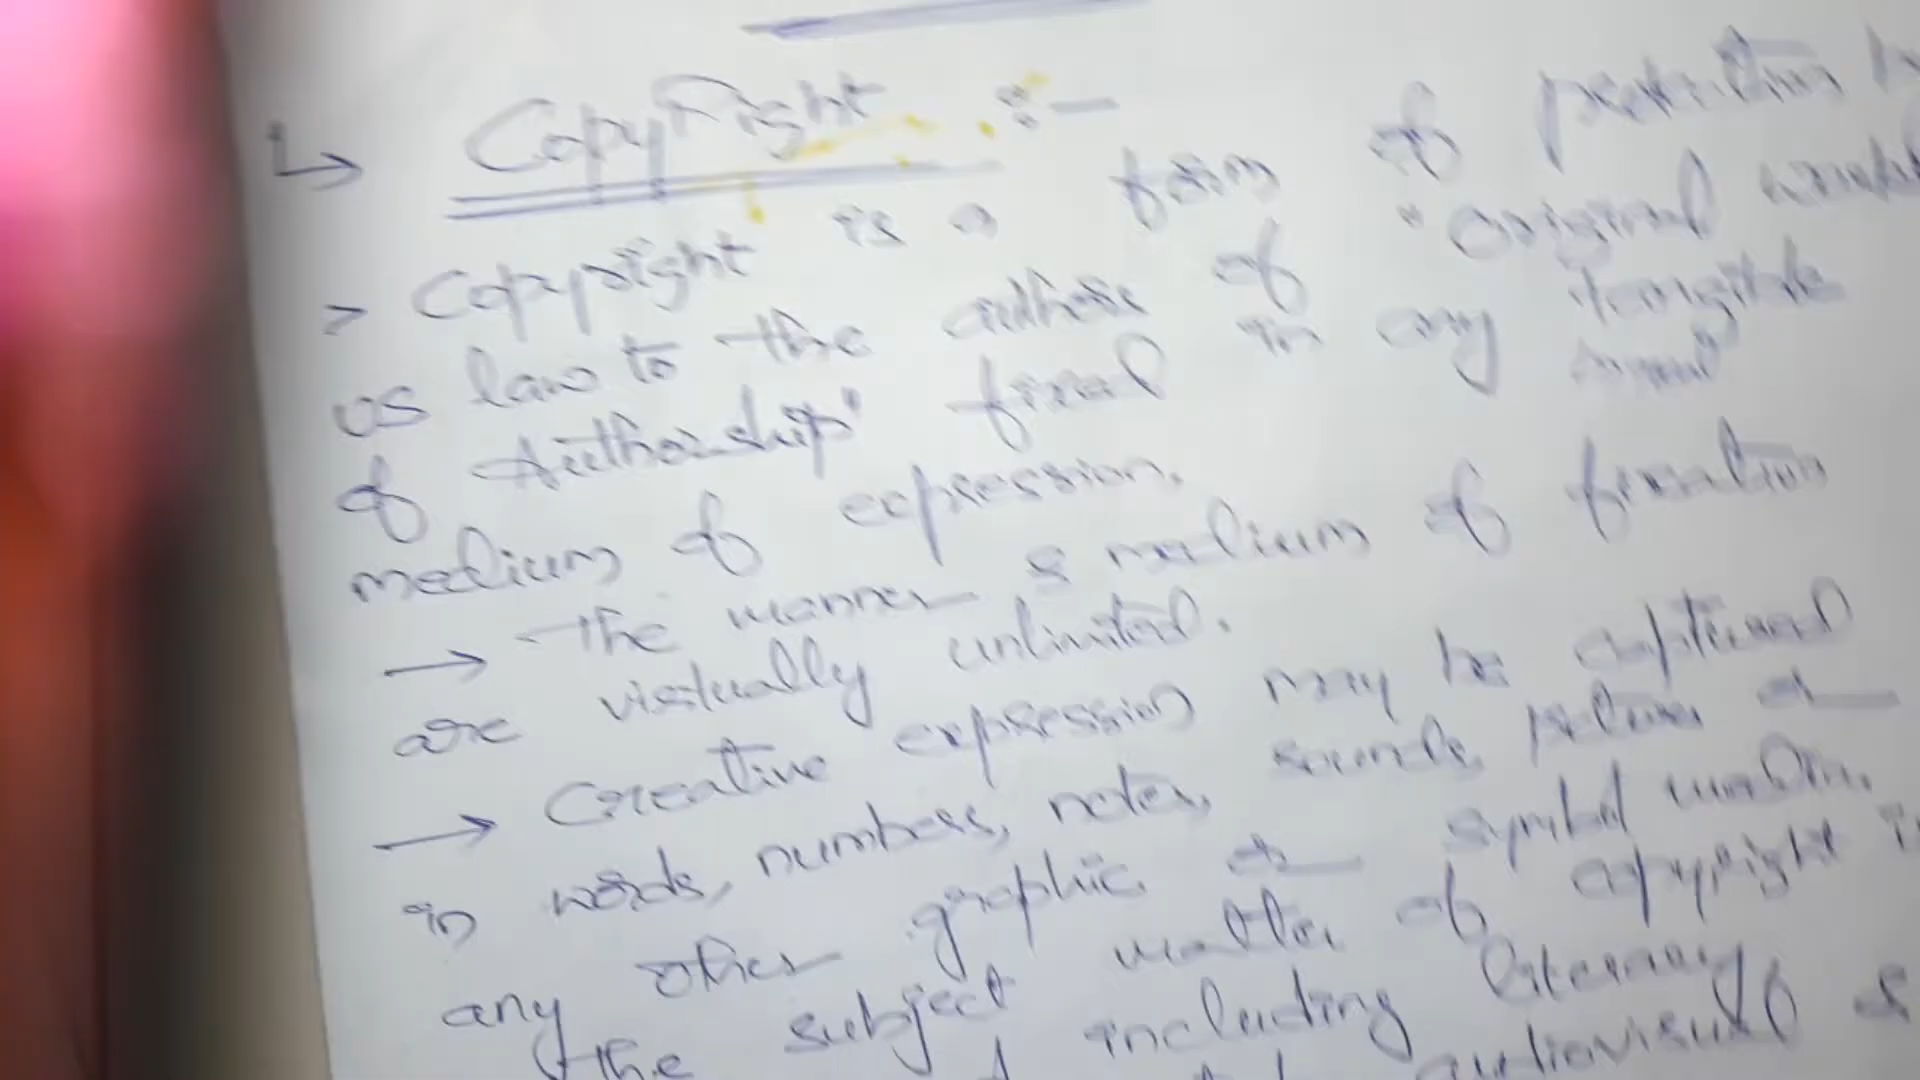 ↳ CopyRight :-
> Copyright is a form of protection by
US law to the authors of "original works
of Authorship" fixed in any tangible
medium of expression.
→ The manner & medium of fixation
are virtually unlimited.
→ Creative expression may be captured
in words, numbers, notes, sounds, pictures or
any other graphic or symbol
the subject matter of copyright is
including literary
audiovisual &